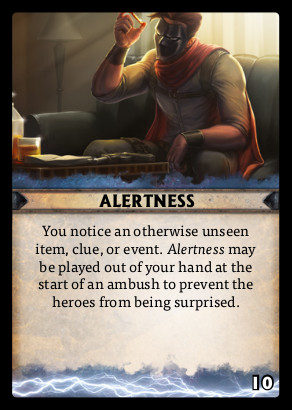 ALERTNESS
You notice an otherwise unseen
item, clue, or event. Alertness may
be played out of your hand at the
start of an ambush to prevent the
heroes from being surprised.
10